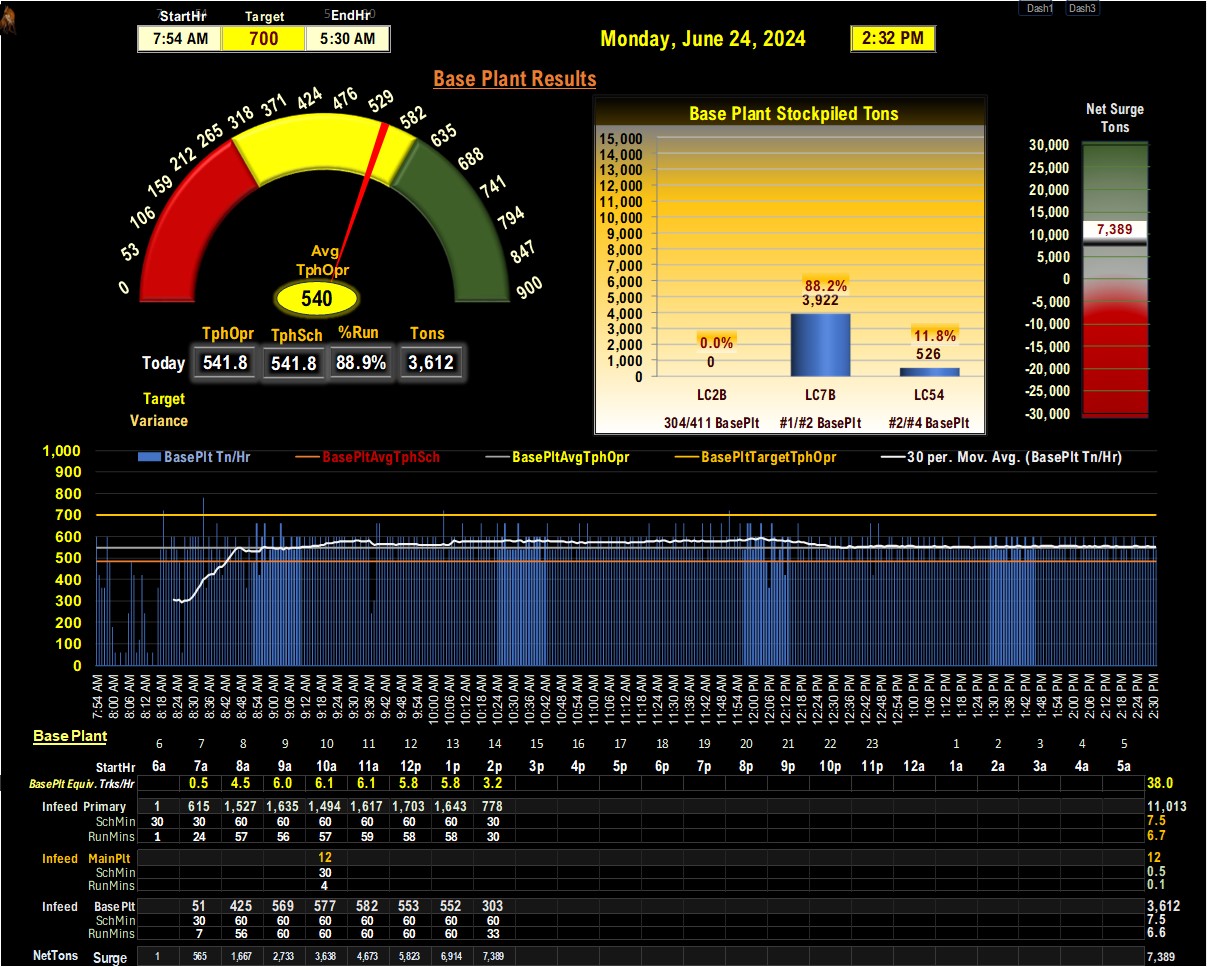 Dash1 Dash3
StartHr Target EndHr
7:54 AM 700 5:30 AM
Monday, June 24, 2024 2:32 PM
Base Plant Results
0 53 106 159 212 265 318 371 424 476 529 582 635 688 741 794 847 900
Avg
TphOpr
540
TphOpr TphSch %Run Tons
Today 541.8 541.8 88.9% 3,612
Target
Variance
Base Plant Stockpiled Tons
15,000
14,000
13,000
12,000
11,000
10,000
9,000
8,000
7,000
6,000
5,000
4,000
3,000
2,000
1,000
0
0.0% 88.2% 11.8%
0 3,922 526
LC2B LC7B LC54
304/411 BasePlt #1/#2 BasePlt #2/#4 BasePlt
Net Surge
Tons
30,000
25,000
20,000
15,000
10,000
5,000
0
-5,000
-10,000
-15,000
-20,000
-25,000
-30,000
7,389
BasePlt Tn/Hr BasePltAvgTphSch BasePltAvgTphOpr BasePltTargetTphOpr 30 per. Mov. Avg. (BasePlt Tn/Hr)
1,000
900
800
700
600
500
400
300
200
100
0
7:54 AM 8:00 AM 8:06 AM 8:12 AM 8:24 AM 8:30 AM 8:36 AM 8:42 AM 8:54 AM 9:00 AM 9:06 AM 9:12 AM 9:18 AM 9:24 AM 9:30 AM 9:36 AM 9:42 AM 9:48 AM 9:54 AM 10:00 AM 10:06 AM 10:12 AM 10:18 AM 10:24 AM 10:30 AM 10:36 AM 10:42 AM 10:48 AM 10:54 AM 11:00 AM 11:06 AM 11:12 AM 11:18 AM 11:24 AM 11:30 AM 11:36 AM 11:42 AM 11:48 AM 11:54 AM 12:00 PM 12:06 PM 12:12 PM 12:18 PM 12:24 PM 12:30 PM 12:36 PM 12:42 PM 12:48 PM 12:54 PM 1:00 PM 1:06 PM 1:12 PM 1:24 PM 1:30 PM 1:36 PM 1:42 PM 1:48 PM 1:54 PM 2:00 PM 2:06 PM 2:12 PM 2:18 PM 2:24 PM 2:30 PM
Base Plant
6 7 8 9 10 11 12 13 14 15 16 17 18 19 20 21 22 23 1 2 3 4 5
StartHr 6a 7a 8a 9a 10a 11a 12p 1p 2p 3p 4p 5p 6p 7p 8p 9p 10p 11p 12a 1a 2a 3a 4a 5a
BasePlt Equiv. Trks/Hr 0.5 4.5 6.0 6.1 6.1 5.8 5.8 3.2 38.0
Infeed Primary 1 615 1,527 1,635 1,494 1,617 1,703 1,643 778 11,013
SchMin 30 30 60 60 60 60 60 60 30 7.5
RunMins 1 24 57 56 57 59 58 58 30 6.7
Infeed MainPlt 12 12
SchMin 30 0.5
RunMins 4 0.1
Infeed BasePlt 51 425 569 577 582 553 552 303 3,612
SchMin 30 60 60 60 60 60 60 60 7.5
RunMins 7 56 60 60 60 60 60 33 6.6
NetTons Surge 1 565 1,667 2,733 3,638 4,673 5,823 6,914 7,389 7,389